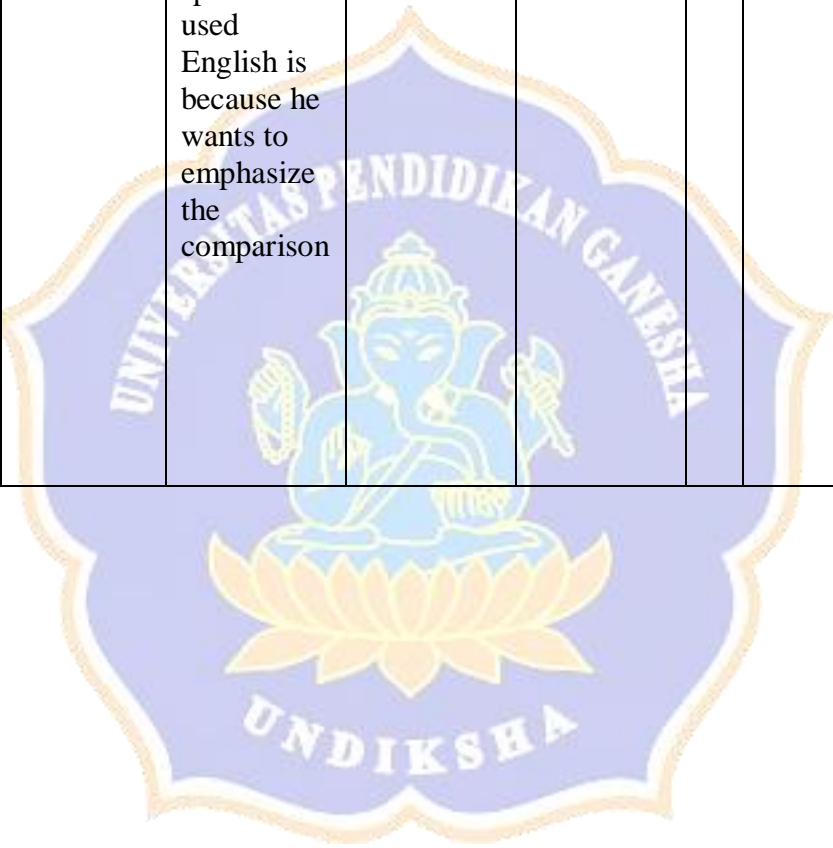 used
English is
because he
wants to
emphasize
the
comparison
UNIVERSITAS PENDIDIKAN GANESHA
UNDIKSHA